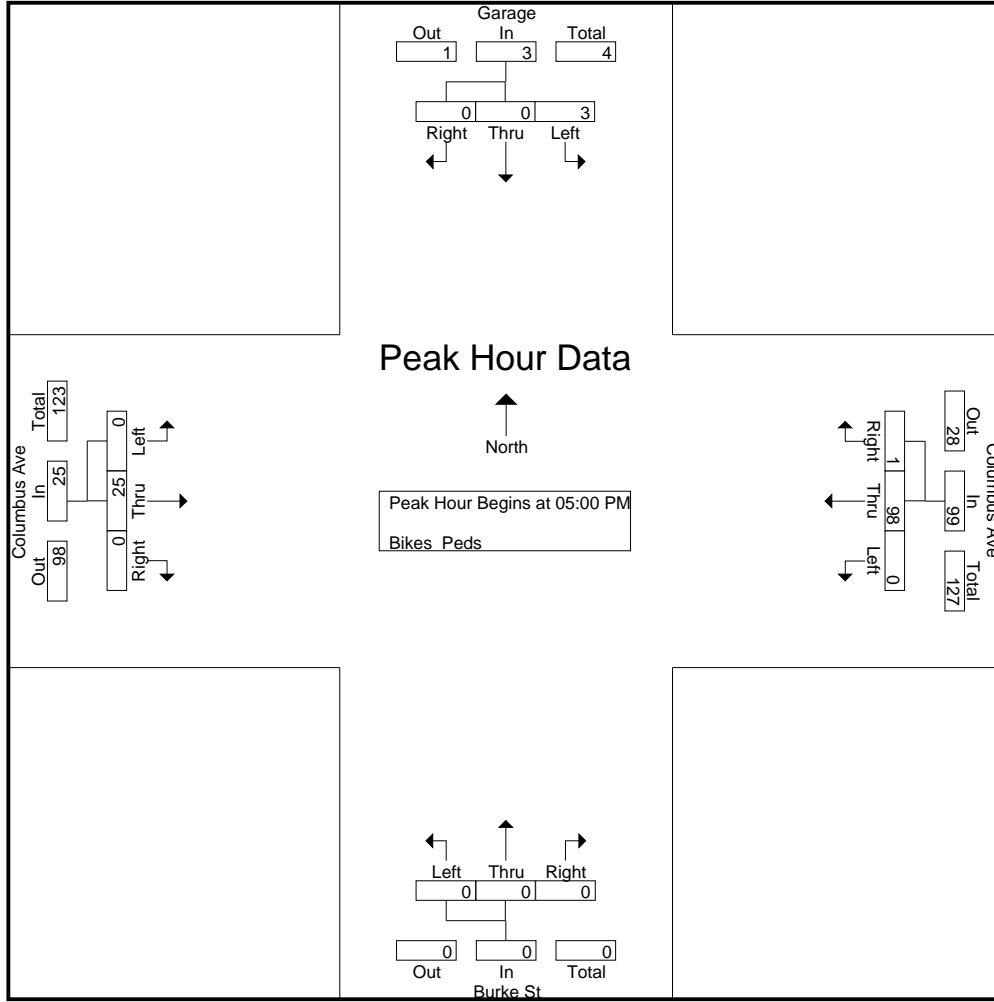 Garage
Out In Total
1 3 4
0 0 3
Right Thru Left
Peak Hour Data
North
Peak Hour Begins at 05:00 PM
Bikes Peds
Columbus Ave
Out In Total
98 25 123
Right Thru Left
0 25 0
Columbus Ave
Out In Total
28 99 127
Right Thru Left
1 98 0
Left Thru Right
0 0 0
0 0 0
Out In Total
Burke St